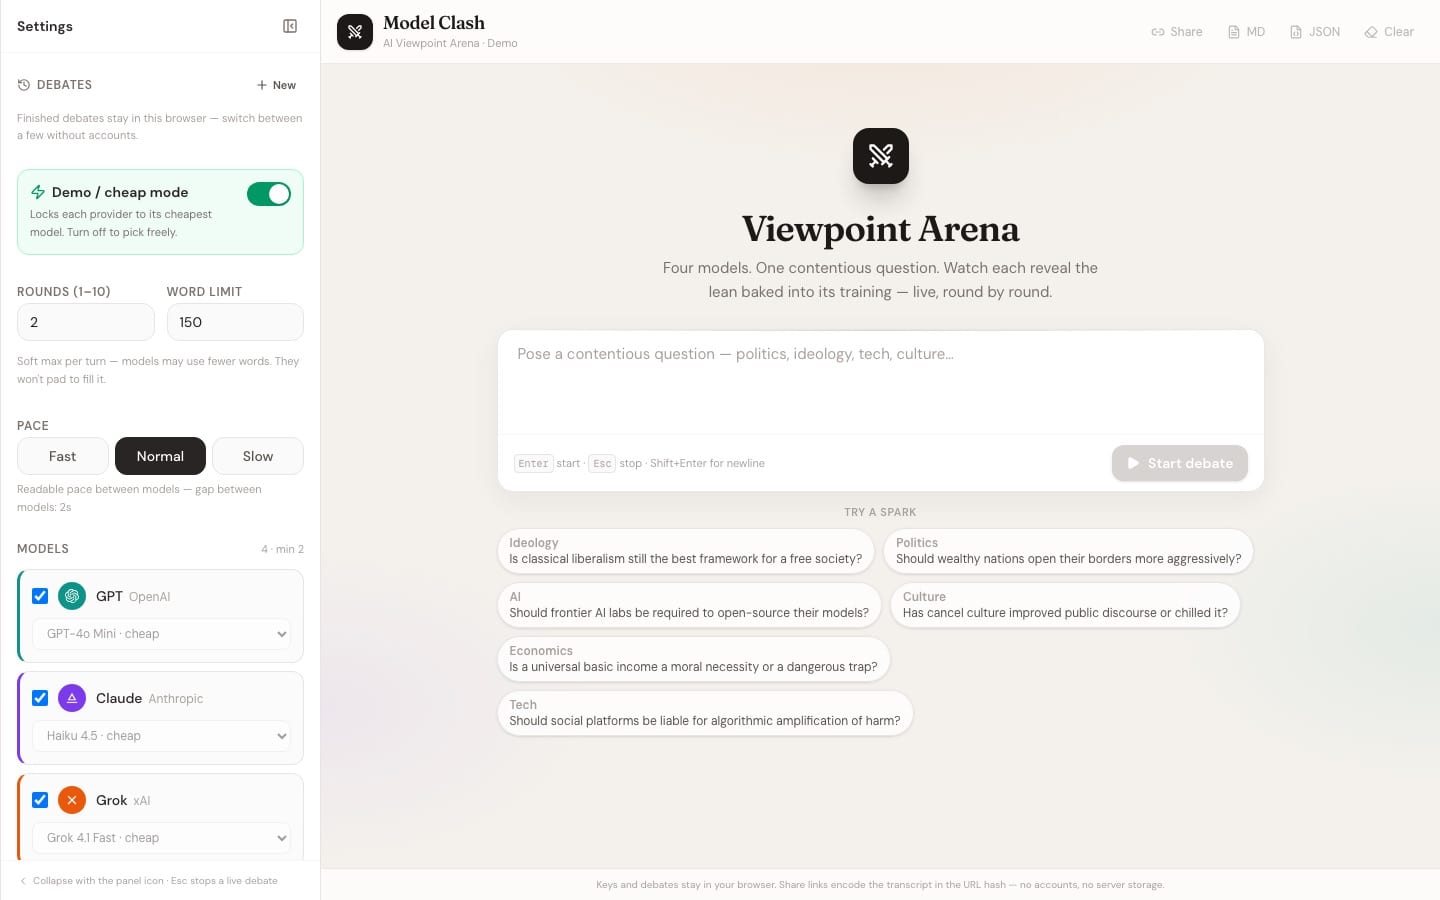 Settings
DEBATES
New
Finished debates stay in this browser — switch between
a few without accounts.
Demo / cheap mode
Locks each provider to its cheapest
model. Turn off to pick freely.
ROUNDS (1–10)
WORD LIMIT
2
150
Soft max per turn — models may use fewer words. They
won't pad to fill it.
PACE
Fast
Normal
Slow
Readable pace between models — gap between
models: 2s
MODELS
4 · min 2
GPT OpenAI
GPT-4o Mini · cheap
Claude Anthropic
Haiku 4.5 · cheap
Grok xAI
Grok 4.1 Fast · cheap
Collapse with the panel icon · Esc stops a live debate
Model Clash
AI Viewpoint Arena · Demo
Share
MD
JSON
Clear
Viewpoint Arena
Four models. One contentious question. Watch each reveal the
lean baked into its training — live, round by round.
Pose a contentious question — politics, ideology, tech, culture…
Enter start · Esc stop · Shift+Enter for newline
Start debate
TRY A SPARK
Ideology
Is classical liberalism still the best framework for a free society?
Politics
Should wealthy nations open their borders more aggressively?
AI
Should frontier AI labs be required to open-source their models?
Culture
Has cancel culture improved public discourse or chilled it?
Economics
Is a universal basic income a moral necessity or a dangerous trap?
Tech
Should social platforms be liable for algorithmic amplification of harm?
Keys and debates stay in your browser. Share links encode the transcript in the URL hash — no accounts, no server storage.